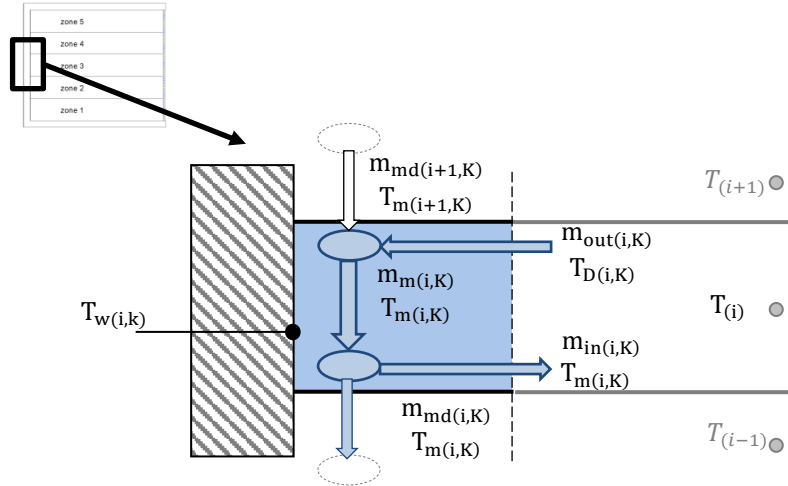 zone 5
zone 4
zone 3
zone 2
zone 1
m_md(i+1,K)
T_m(i+1,K)
T_(i+1)
m_out(i,K)
T_D(i,K)
m_m(i,K)
T_m(i,K)
T_(i)
T_w(i,k)
m_in(i,K)
T_m(i,K)
m_md(i,K)
T_m(i,K)
T_(i−1)